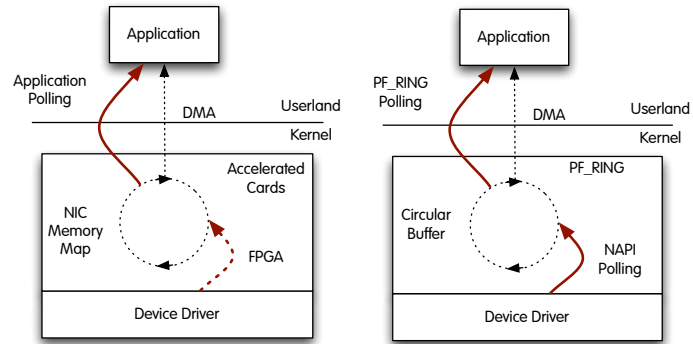 Application
Application
Polling
DMA
Userland
Kernel
Accelerated
Cards
NIC
Memory
Map
FPGA
Device Driver
Application
PF_RING
Polling
DMA
Userland
Kernel
PF_RING
Circular
Buffer
NAPI
Polling
Device Driver